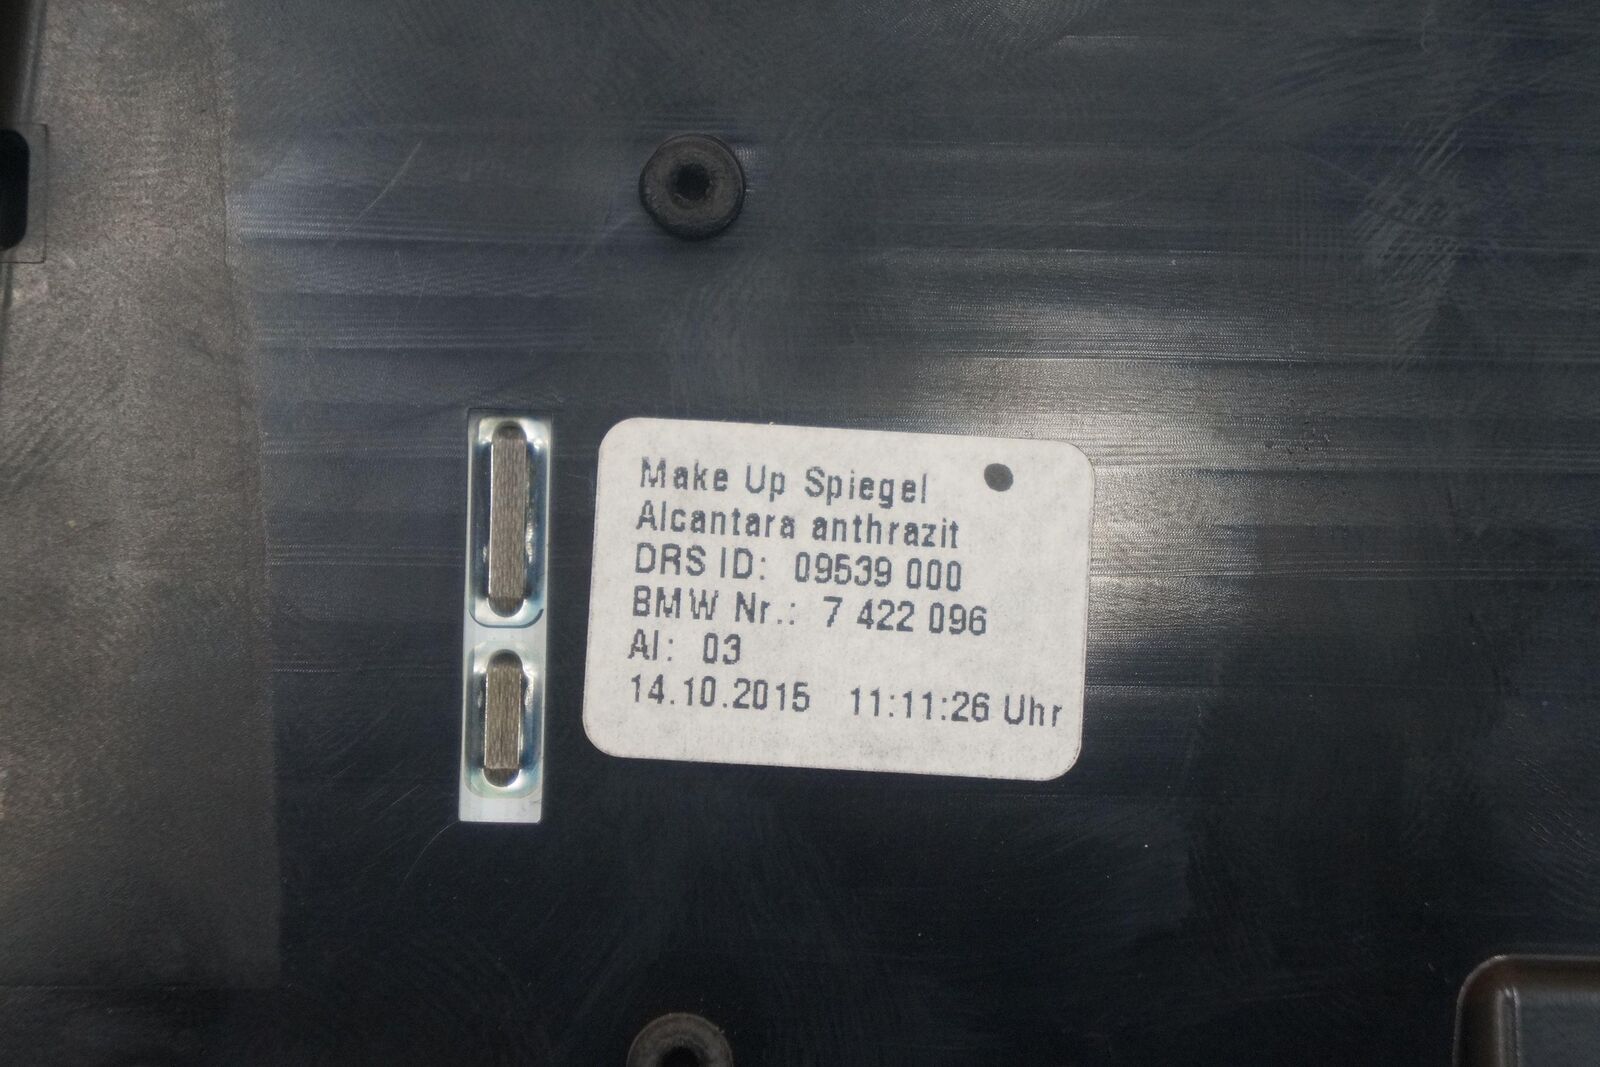 Make Up Spiegel
Alcantara anthrazit
DRS ID: 09539 000
BMW Nr.: 7 422 096
AI: 03
14.10.2015 11:11:26 Uhr